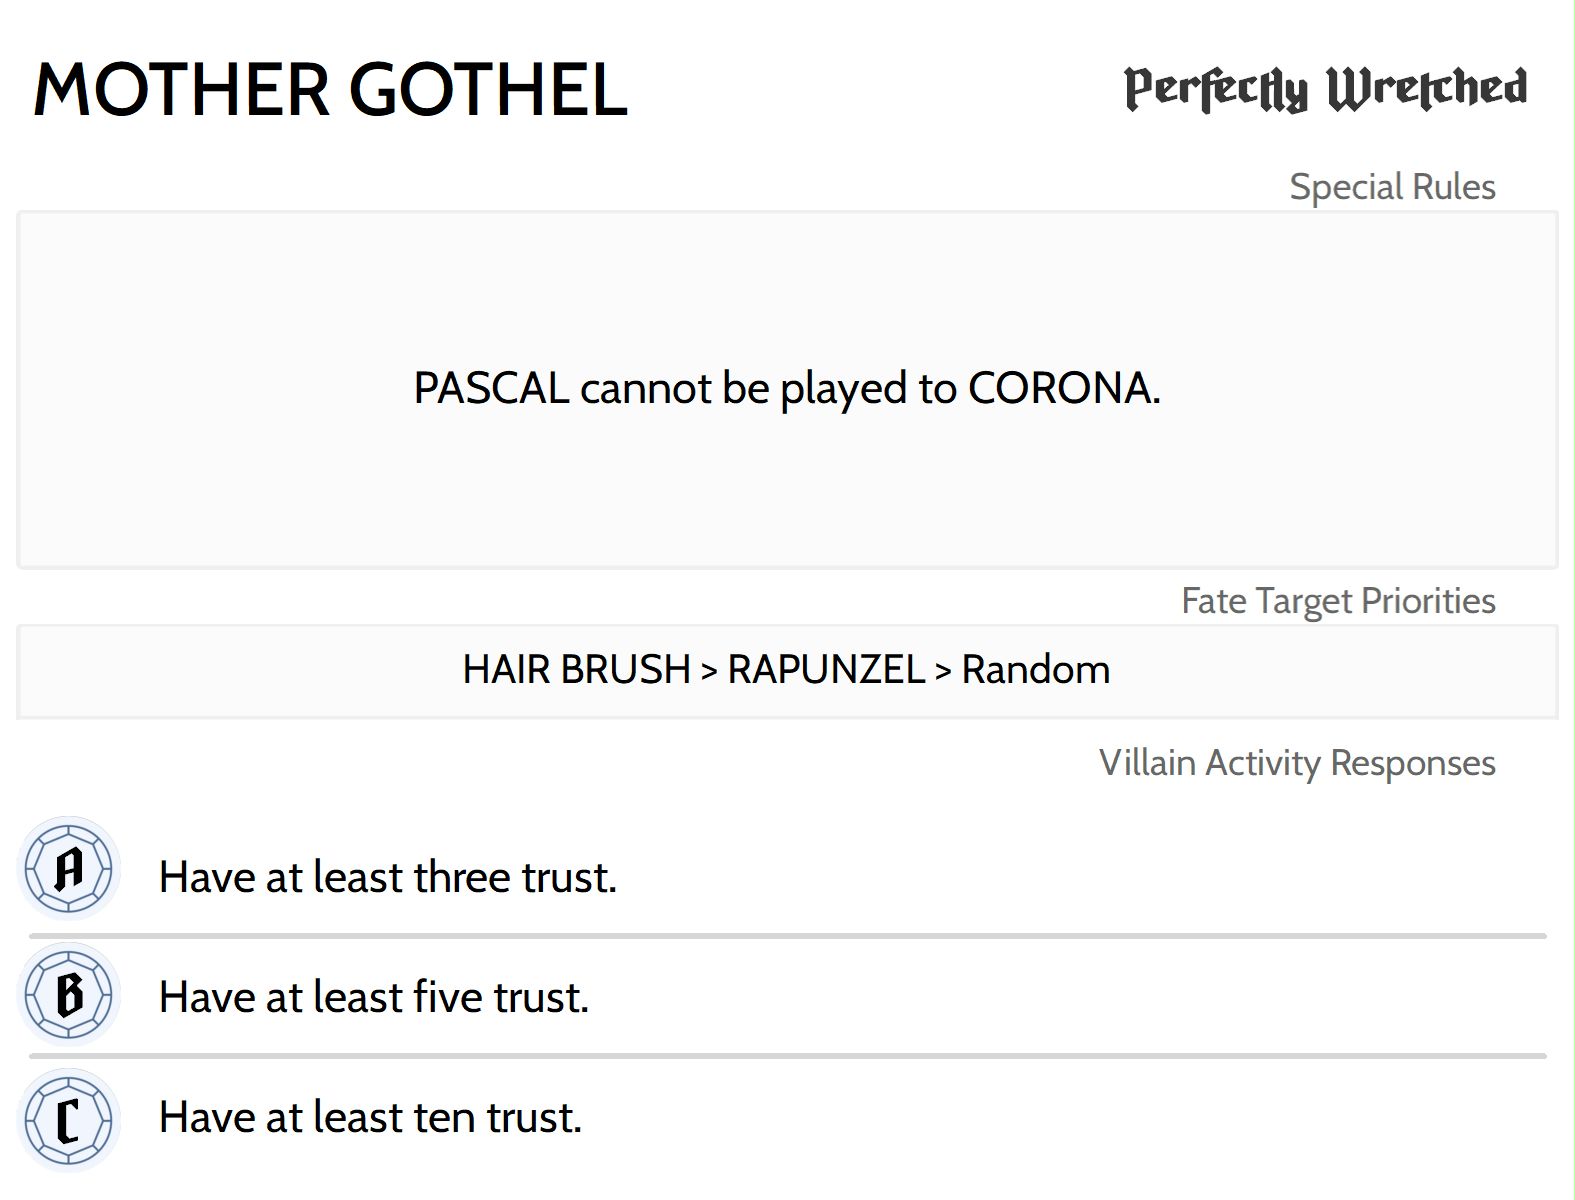 MOTHER GOTHEL
Perfectly Wretched
Special Rules
PASCAL cannot be played to CORONA.
Fate Target Priorities
HAIR BRUSH > RAPUNZEL > Random
Villain Activity Responses
A
Have at least three trust.
B
Have at least five trust.
C
Have at least ten trust.